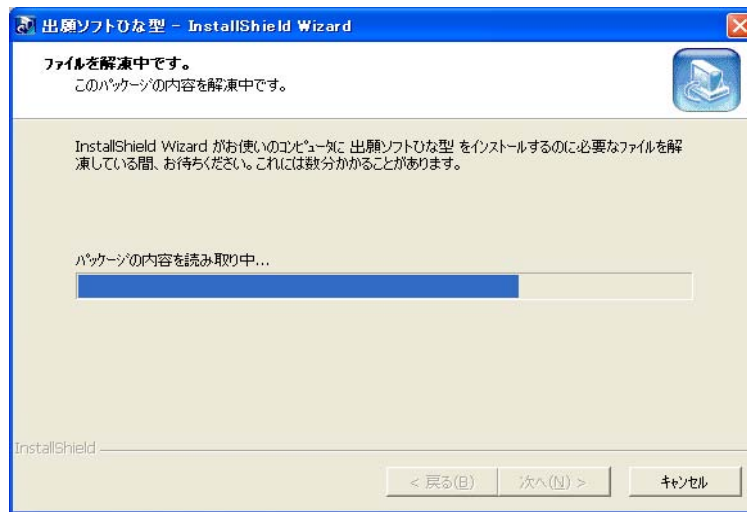 出願ソフトひな型 - InstallShield Wizard
ファイルを解凍中です。
このパッケージの内容を解凍中です。
InstallShield Wizard がお使いのコンピュータに 出願ソフトひな型 をインストールするのに必要なファイルを解
凍している間、お待ちください。これには数分かかることがあります。
パッケージの内容を読み取り中...
InstallShield
< 戻る(B)
次へ(N) >
キャンセル